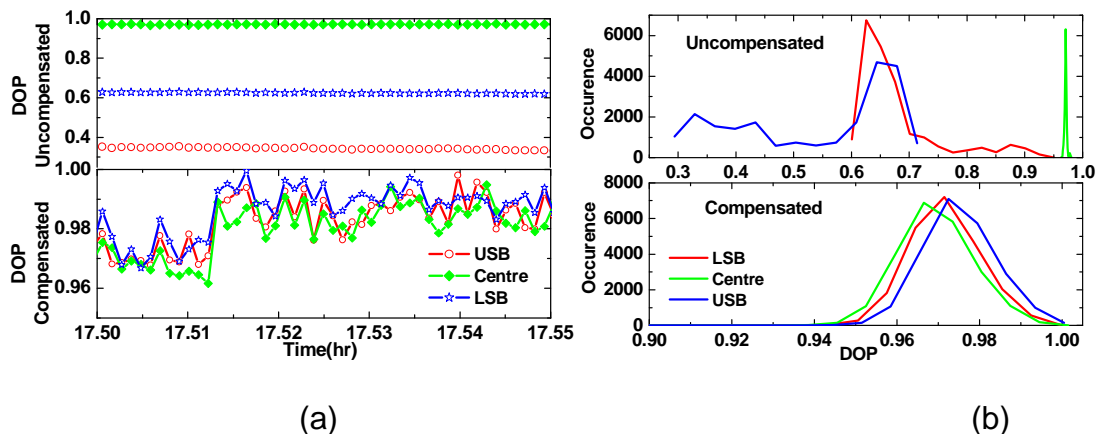 DOP
Uncompensated
1.0
0.8
0.6
0.4
DOP
Compensated
1.00
0.98
0.96
USB
Centre
LSB
17.50 17.51 17.52 17.53 17.54 17.55
Time(hr)
(a)
Occurence
6000
4000
2000
0
Uncompensated
0.3 0.4 0.5 0.6 0.7 0.8 0.9 1.0
Occurence
8000
7000
6000
5000
4000
3000
2000
1000
0
Compensated
LSB
Centre
USB
0.90 0.92 0.94 0.96 0.98 1.00
DOP
(b)